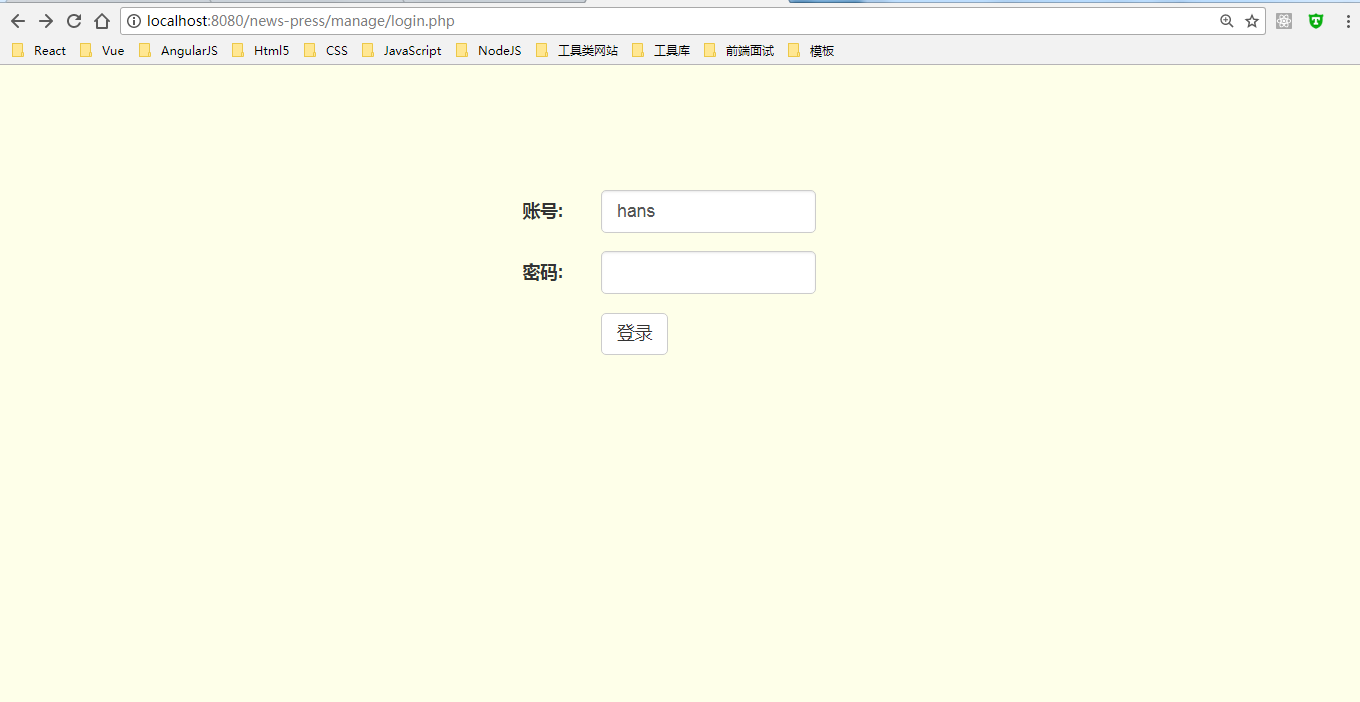 localhost:8080/news-press/manage/login.php
React Vue AngularJS Html5 CSS JavaScript NodeJS 工具类网站 工具库 前端面试 模板
账号: hans
密码:
登录